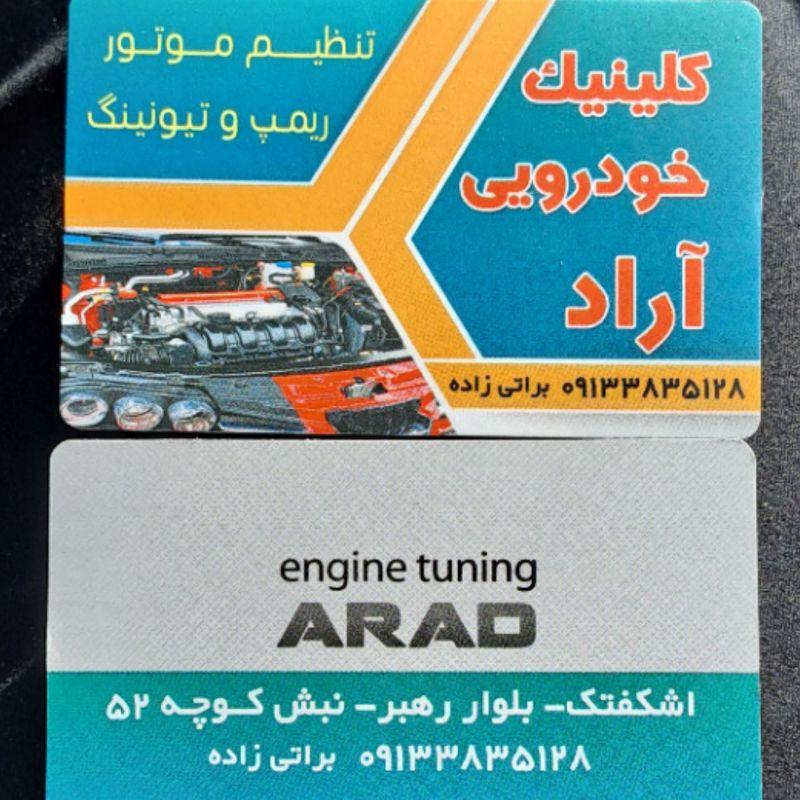 کلینیک
خودرویی
آراد
تنظیم موتور
ریمپ و تیونینگ
۰۹۱۳۳۸۳۵۱۲۸ براتی زاده
engine tuning
ARAD
اشکفتک- بلوار رهبر- نبش کوچه ۵۲
۰۹۱۳۳۸۳۵۱۲۸ براتی زاده